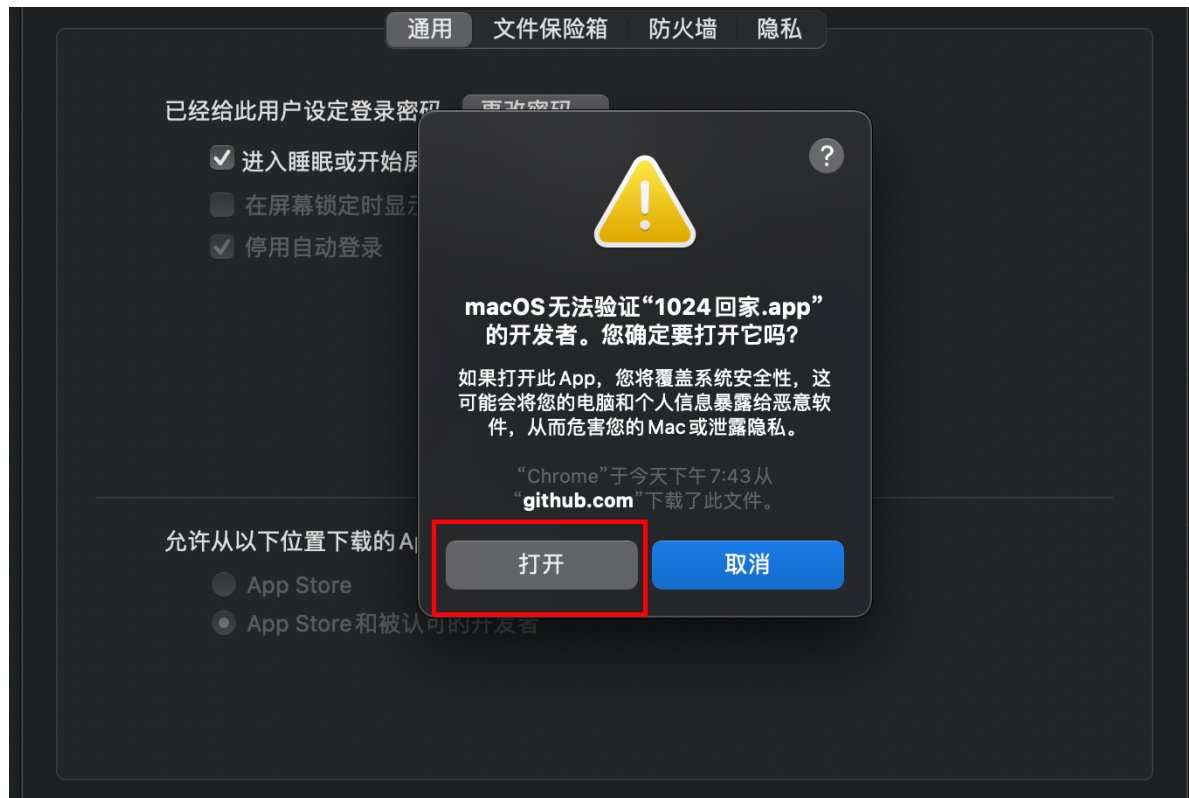 通用 文件保险箱 防火墙 隐私
已经给此用户设定登录密码 更改密码
进入睡眠或开始屏
在屏幕锁定时显示
停用自动登录
?
macOS无法验证“1024回家.app”
的开发者。您确定要打开它吗?
如果打开此App，您将覆盖系统安全性，这
可能会将您的电脑和个人信息暴露给恶意软
件，从而危害您的Mac或泄露隐私。
“Chrome”于今天下午7:43从
“github.com”下载了此文件。
打开 取消
允许从以下位置下载的A
App Store
App Store和被认可的开发者